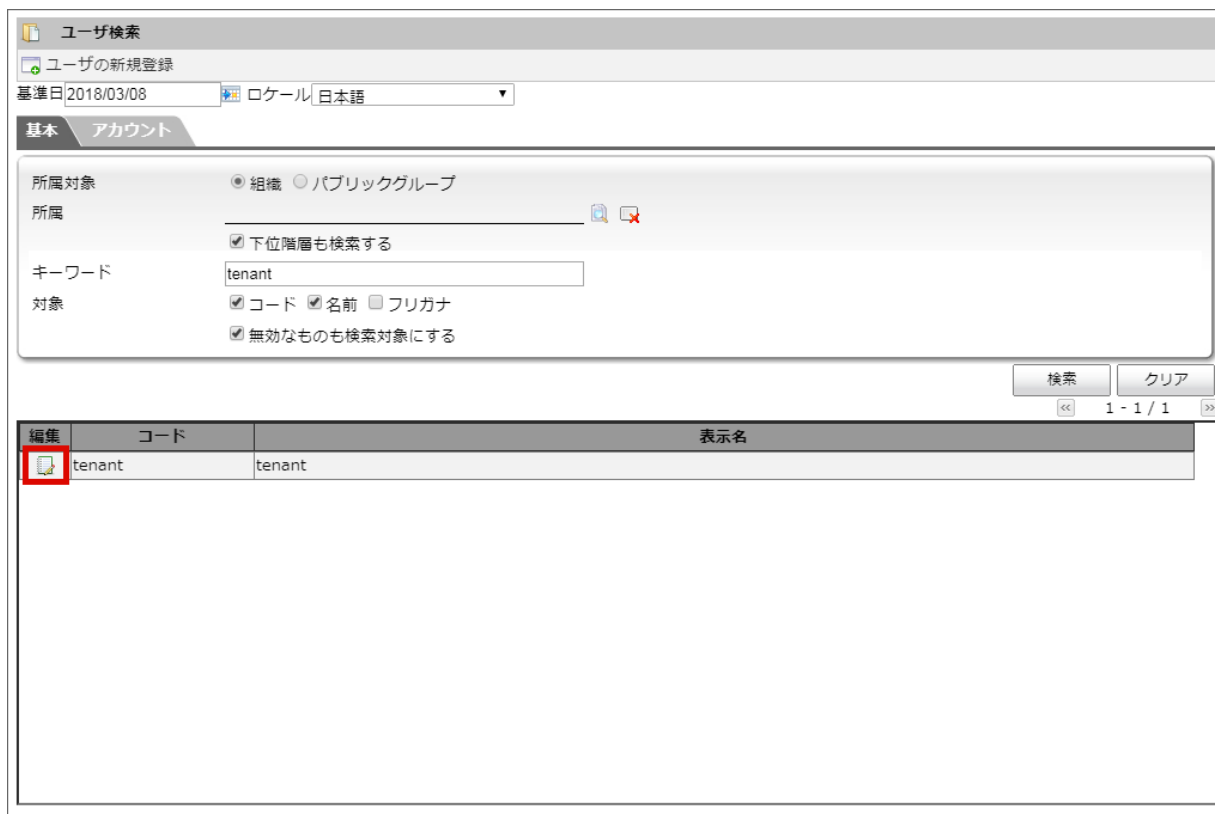 ユーザ検索
ユーザの新規登録
基準日 2018/03/08 ロケール 日本語
基本 アカウント
所属対象 組織 パブリックグループ
所属
下位階層も検索する
キーワード tenant
対象 コード 名前 フリガナ
無効なものも検索対象にする
検索 クリア
<< 1 - 1 / 1 >>
編集 コード 表示名
tenant tenant